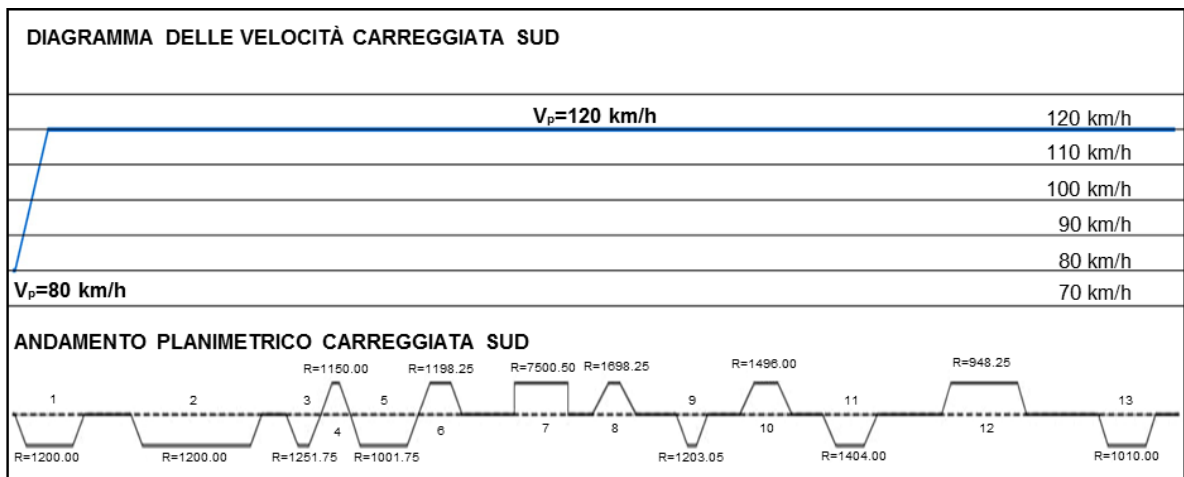 DIAGRAMMA DELLE VELOCITÀ CARREGGIATA SUD
Vₚ=120 km/h
120 km/h
110 km/h
100 km/h
90 km/h
80 km/h
Vₚ=80 km/h
70 km/h
ANDAMENTO PLANIMETRICO CARREGGIATA SUD
R=1150.00 R=1198.25 R=7500.50 R=1698.25 R=1496.00 R=948.25
1 2 3 5 9 11 13
4 6 7 8 10 12
R=1200.00 R=1200.00 R=1251.75 R=1001.75 R=1203.05 R=1404.00 R=1010.00